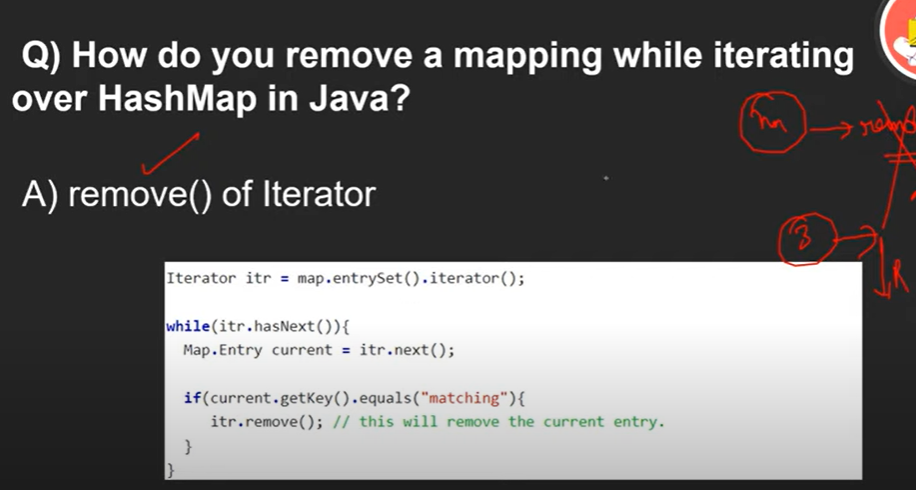 Q) How do you remove a mapping while iterating
over HashMap in Java?
A) remove() of Iterator
Iterator itr = map.entrySet().iterator();
while(itr.hasNext()){
Map.Entry current = itr.next();
if(current.getKey().equals("matching"){
itr.remove(); // this will remove the current entry.
}
}
3
R